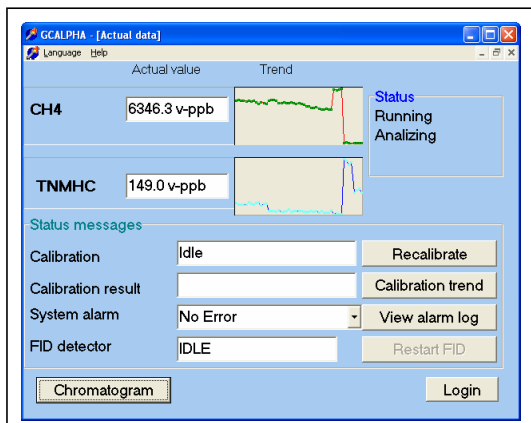 GCALPHA - [Actual data]
Language Help
Actual value Trend
CH4 6346.3 v-ppb
Status
Running
Analizing
TNMHC 149.0 v-ppb
Status messages
Calibration Idle Recalibrate
Calibration result Calibration trend
System alarm No Error View alarm log
FID detector IDLE Restart FID
Chromatogram Login